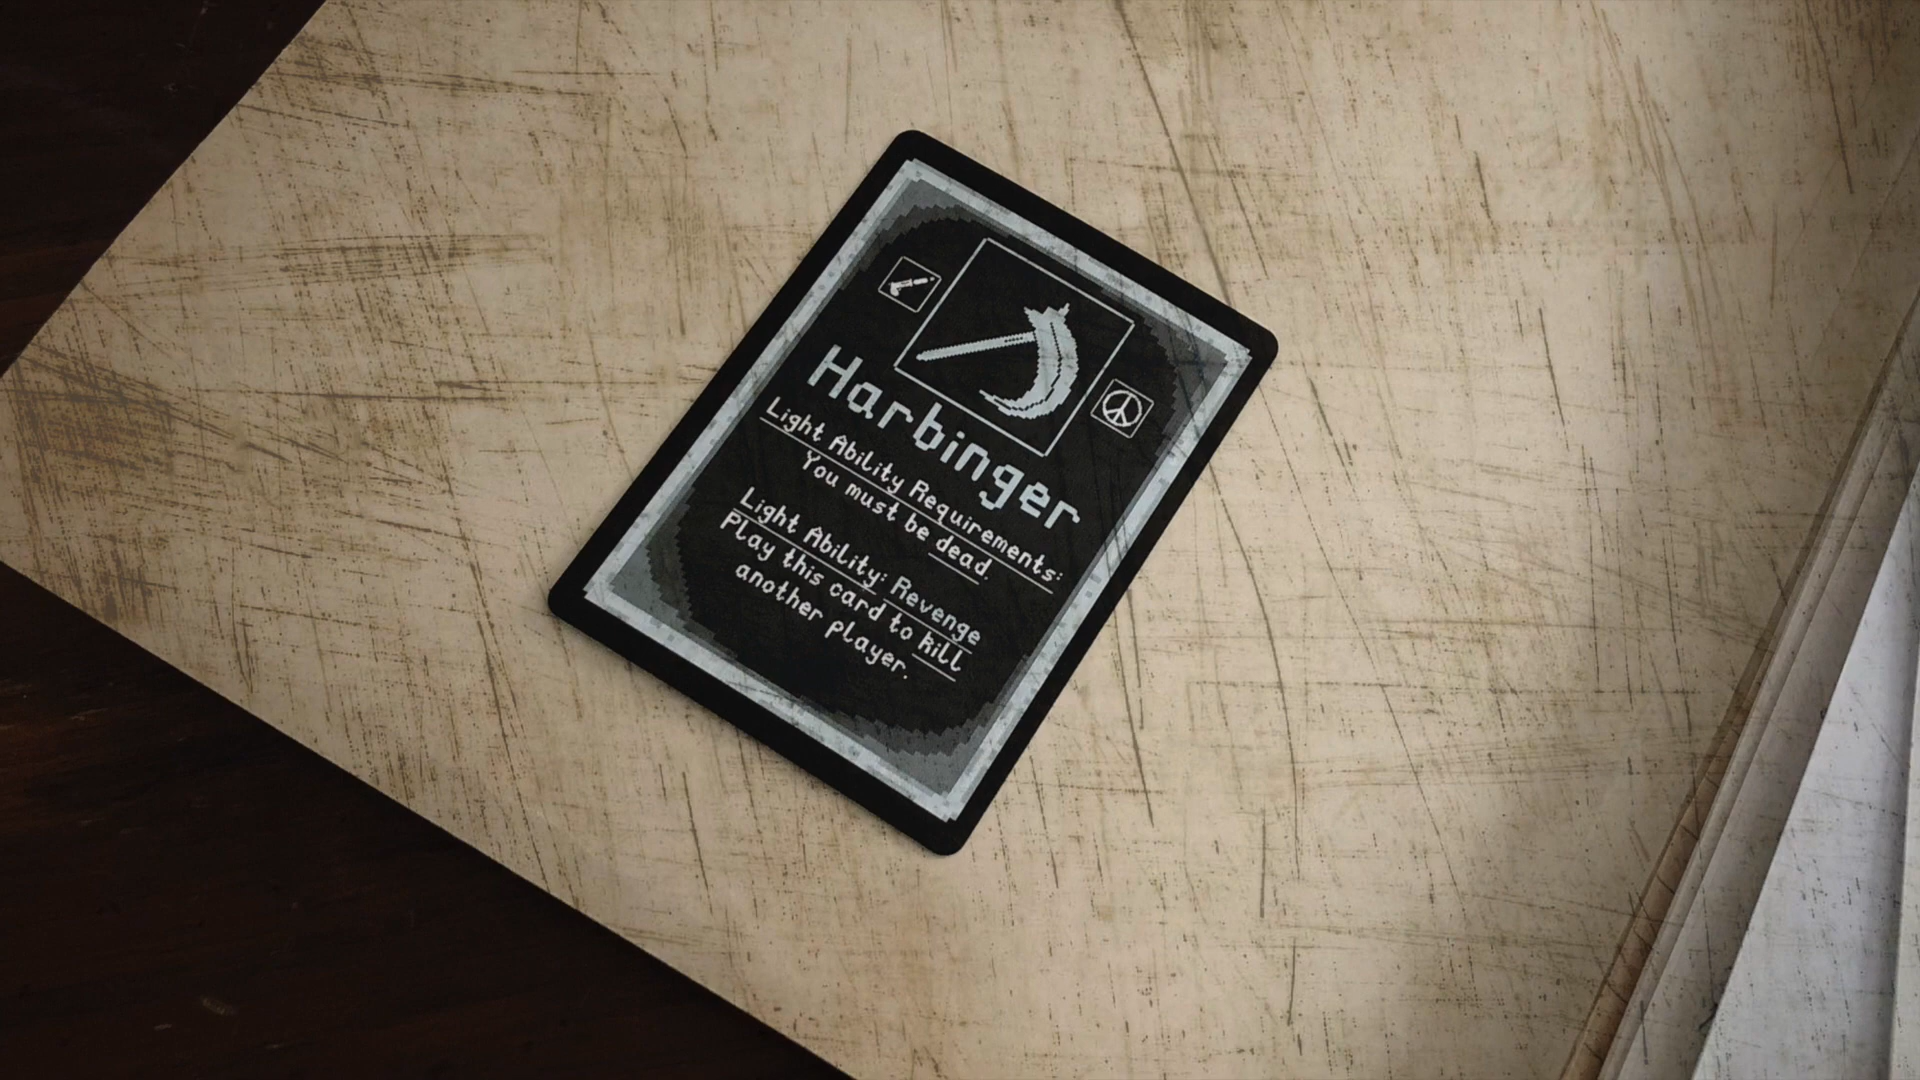 Harbinger
Light Ability Requirements:
You must be dead.
Light Ability: Revenge
Play this card to kill
another player.